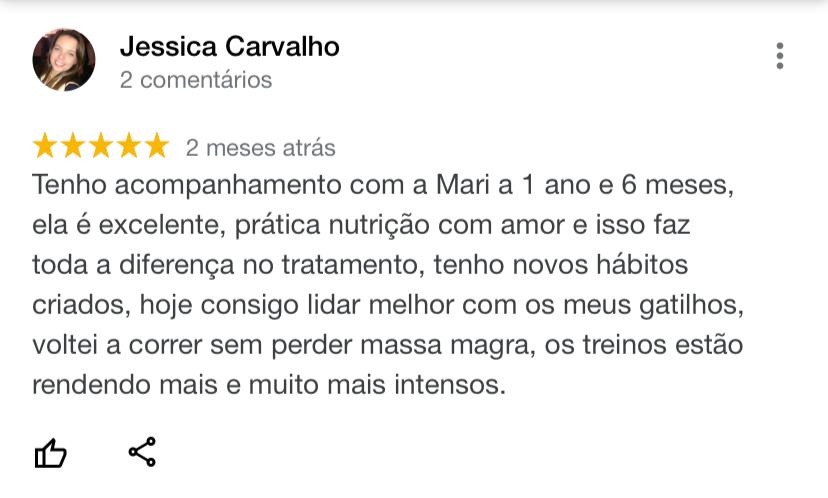 Jessica Carvalho
2 comentários
2 meses atrás
Tenho acompanhamento com a Mari a 1 ano e 6 meses,
ela é excelente, prática nutrição com amor e isso faz
toda a diferença no tratamento, tenho novos hábitos
criados, hoje consigo lidar melhor com os meus gatilhos,
voltei a correr sem perder massa magra, os treinos estão
rendendo mais e muito mais intensos.